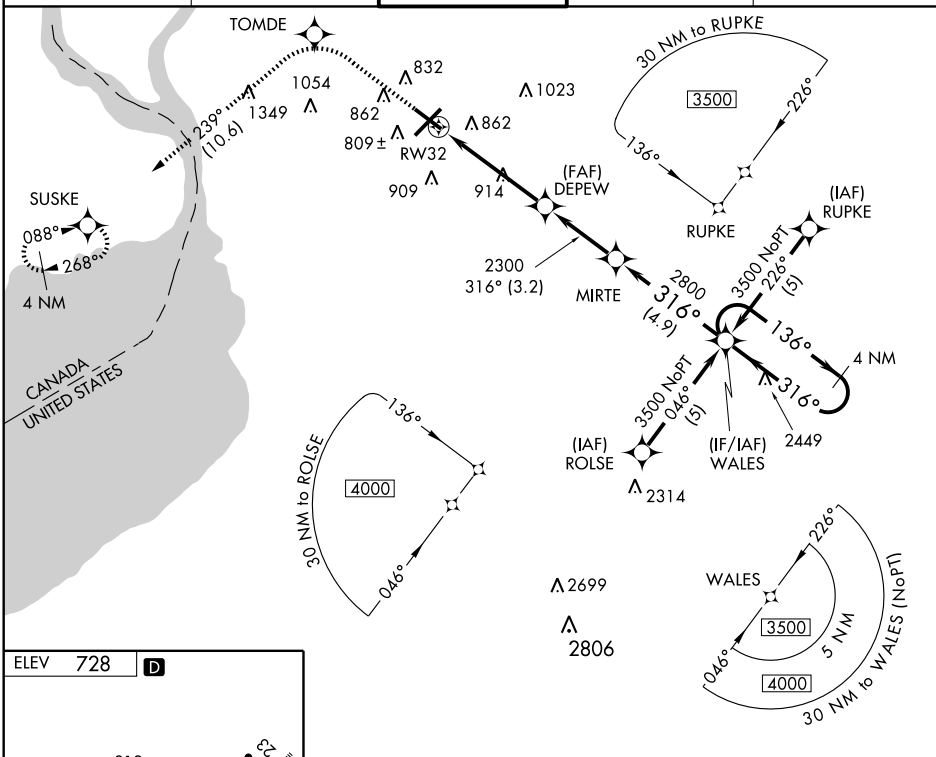 TOMDE
30 NM to RUPKE
832
1054
1023
3500
226°
1349
862
862
239°
(10.6)
809±
RW32
136°
909
914
(FAF)
DEPEW
RUPKE
(IAF)
RUPKE
SUSKE
088°
268°
4 NM
2300
316° (3.2)
MIRTE
2800
316°
(4.9)
3500 NoPT
226°
(5)
136°
4 NM
316°
CANADA
UNITED STATES
3500 NoPT
046°
(5)
(IAF)
ROLSE
(IF/IAF)
WALES
2449
2314
136°
4000
30 NM to ROLSE
046°
226°
WALES
3500
5 NM
046°
4000
30 NM to WALES (NoPT)
2699
2806
ELEV 728 D
23